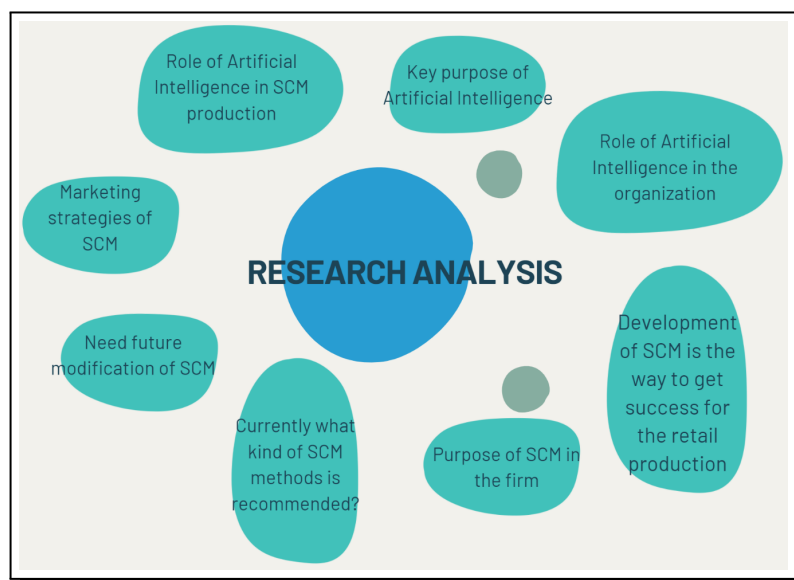 Role of Artificial
Intelligence in SCM
production
Key purpose of
Artificial Intelligence
Role of Artificial
Intelligence in the
organization
Marketing
strategies of
SCM
RESEARCH ANALYSIS
Need future
modification of SCM
Development
of SCM is the
way to get
success for
the retail
production
Currently what
kind of SCM
methods is
recommended?
Purpose of SCM in
the firm